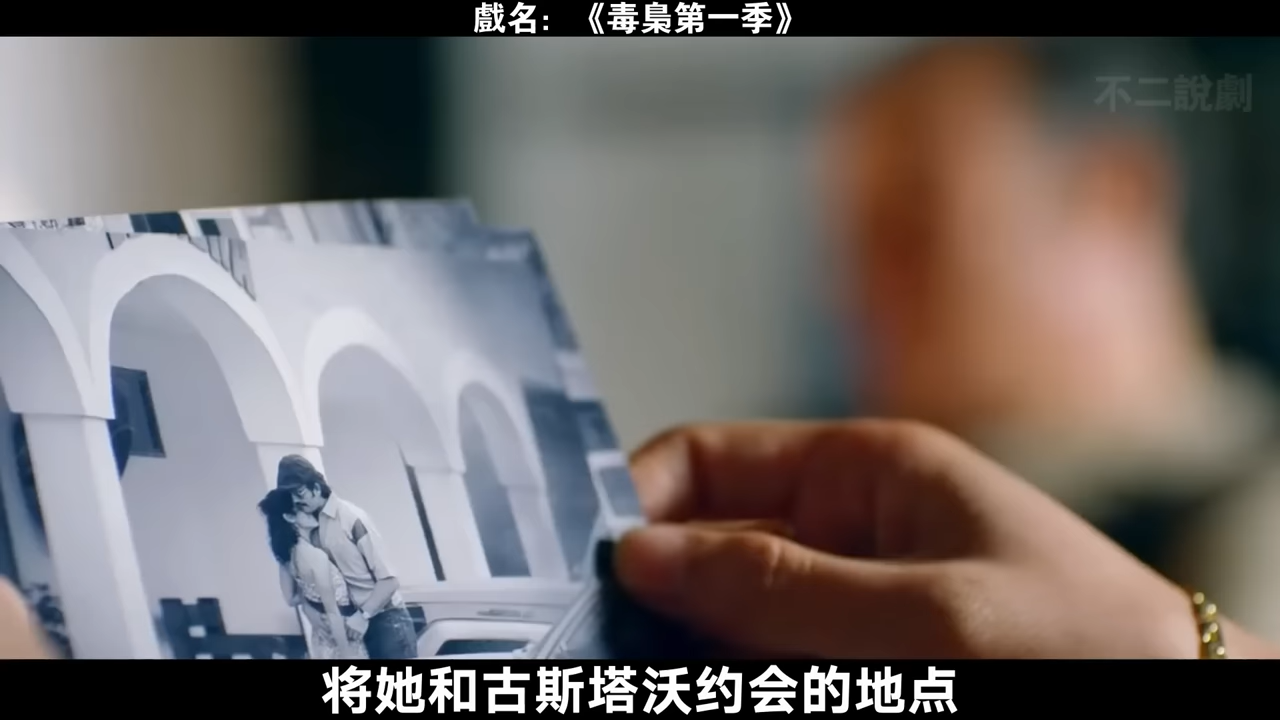 戲名：《毒梟第一季》
不二說劇
将她和古斯塔沃约会的地点